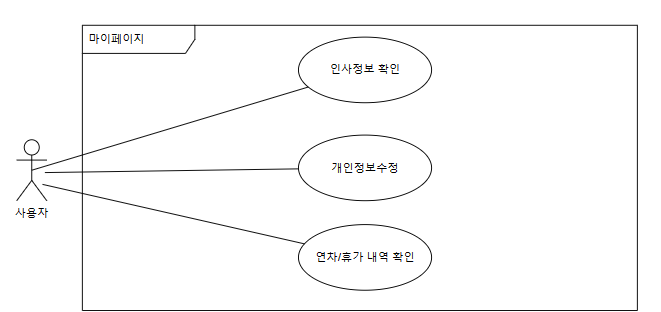 마이페이지
인사정보 확인
개인정보수정
사용자
연차/휴가 내역 확인